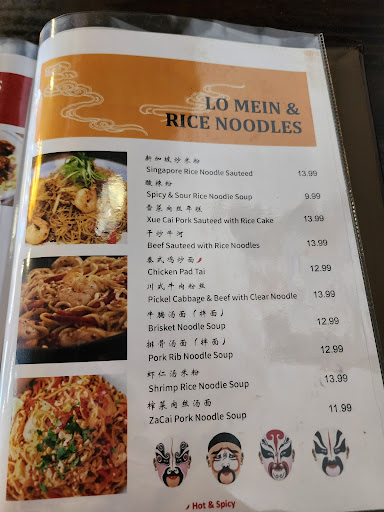 LO MEIN &
RICE NOODLES
新加坡炒米粉
Singapore Rice Noodle Sauteed 13.99
酸辣粉
Spicy & Sour Rice Noodle Soup 9.99
雪菜肉丝年糕
Xue Cai Pork Sauteed with Rice Cake 13.99
干炒牛河
Beef Sauteed with Rice Noodles 13.99
泰式鸡炒面
Chicken Pad Tai 12.99
川式牛肉粉丝
Pickel Cabbage & Beef with Clear Noodle 13.99
牛腩汤面（拌面）
Brisket Noodle Soup 12.99
排骨汤面（拌面）
Pork Rib Noodle Soup 12.99
虾仁汤米粉
Shrimp Rice Noodle Soup 13.99
榨菜肉丝汤面
ZaCai Pork Noodle Soup 11.99
Hot & Spicy